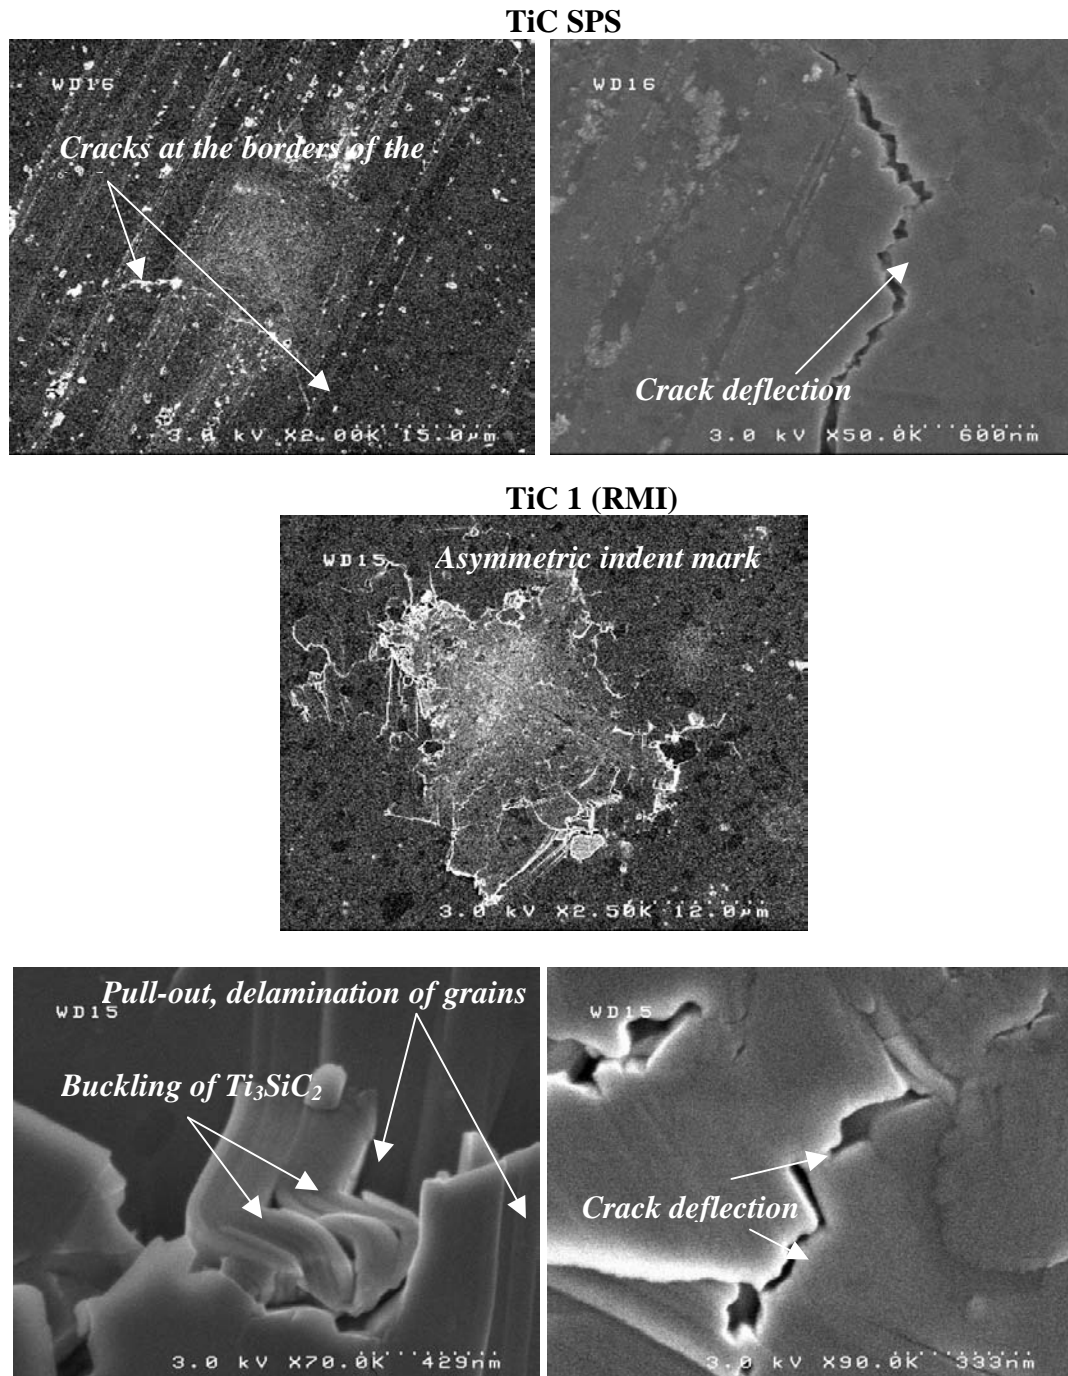 TiC SPS
WD16
Cracks at the borders of the
3.0 kV X2.00K 15.0µm
WD16
Crack deflection
3.0 kV X50.0K 600nm
TiC 1 (RMI)
WD15
Asymmetric indent mark
3.0 kV X2.50K 12.0µm
Pull-out, delamination of grains
WD15
Buckling of Ti₃SiC₂
3.0 kV X70.0K 429nm
WD15
Crack deflection
3.0 kV X90.0K 333nm